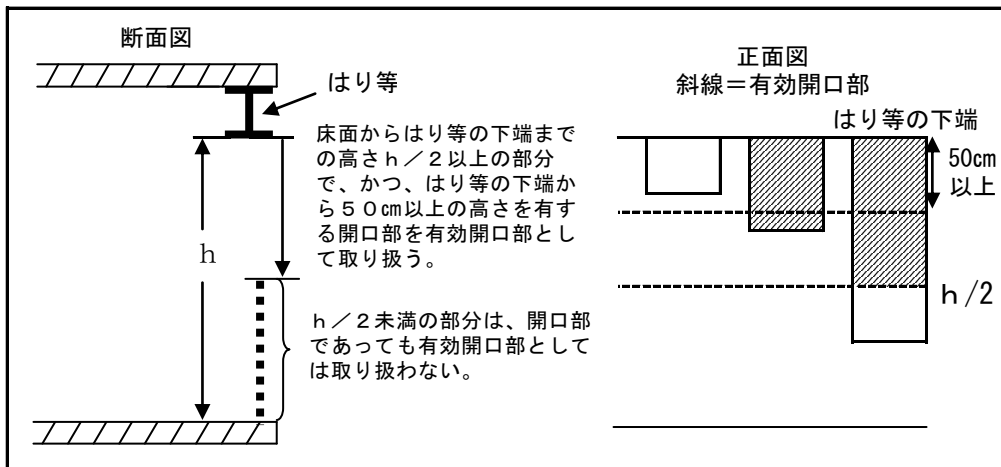 断面図
はり等
床面からはり等の下端まで
の高さh/2以上の部分
で、かつ、はり等の下端か
ら50㎝以上の高さを有す
る開口部を有効開口部とし
て取り扱う。
h
h/2未満の部分は、開口部
であっても有効開口部として
は取り扱わない。
正面図
斜線=有効開口部
はり等の下端
50cm
以上
h/2